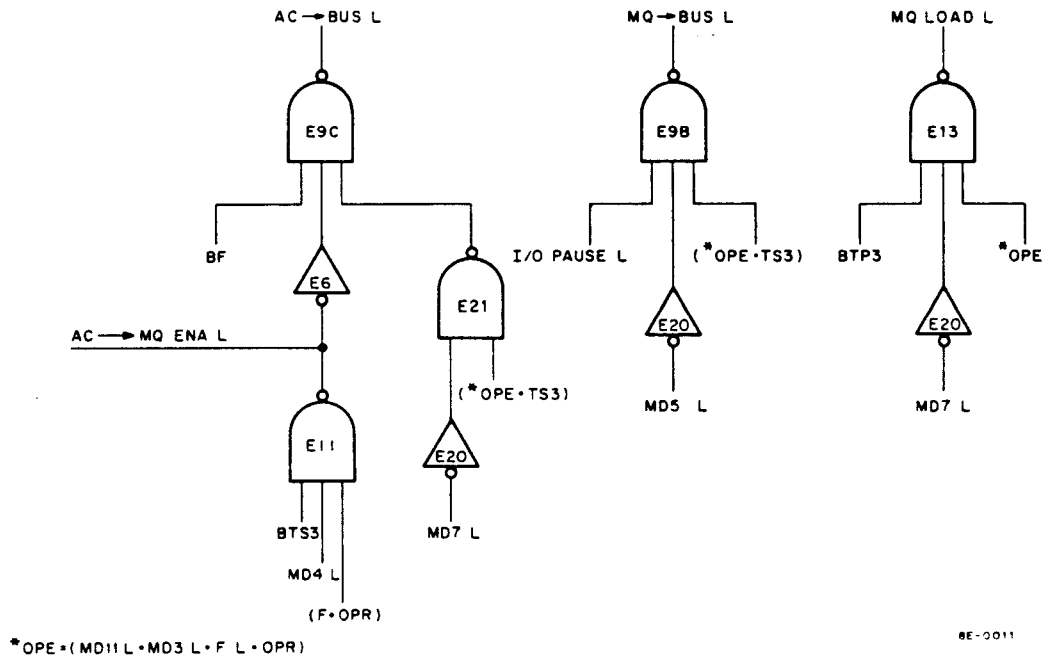 AC→BUS L
MQ→BUS L
MQ LOAD L
E9C
E9B
E13
BF
I/O PAUSE L
(*OPE•TS3)
BTP3
*OPE
E6
E21
E20
E20
AC→MQ ENA L
(*OPE•TS3)
MD5 L
MD7 L
E11
E20
BTS3
MD7 L
MD4 L
(F•OPR)
*OPE=(MD11 L•MD3 L•F L•OPR)
8E-0011